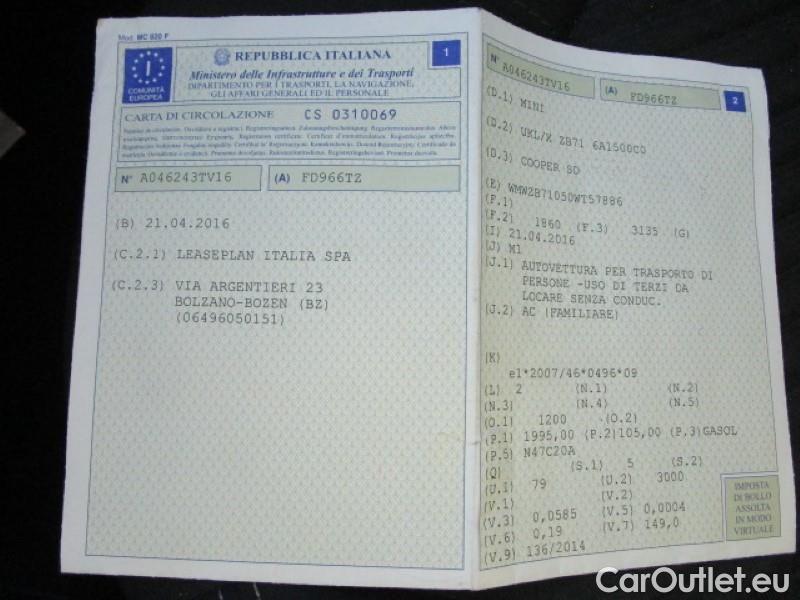 Mod. MC 820 F
I
COMUNITÀ
EUROPEA
REPUBBLICA ITALIANA
Ministero delle Infrastrutture e dei Trasporti
DIPARTIMENTO PER I TRASPORTI, LA NAVIGAZIONE,
GLI AFFARI GENERALI ED IL PERSONALE
1
CARTA DI CIRCOLAZIONE CS 0310069
N° A046243TV16 (A) FD966TZ
(B) 21.04.2016
(C.2.1) LEASEPLAN ITALIA SPA
(C.2.3) VIA ARGENTIERI 23
BOLZANO-BOZEN (BZ)
(06496050151)
N° A046243TV16 (A) FD966TZ
2
(D.1) MINI
(D.2) UKL/X ZB71 6A1500C0
(D.3) COOPER SD
(E) WMWZB71050WT57886
(F.1)
(F.2) 1860 (F.3) 3135 (G)
(I) 21.04.2016
(J) M1
(J.1) AUTOVETTURA PER TRASPORTO DI
PERSONE -USO DI TERZI DA
LOCARE SENZA CONDUC.
(J.2) AC (FAMILIARE)
(K)
e1*2007/46*0496*09
(L) 2 (N.1) (N.2)
(N.3) (N.4) (N.5)
(O.1) 1200 (O.2)
(P.1) 1995,00 (P.2)105,00 (P.3)GASOL
(P.5) N47C20A
(Q) (S.1) 5 (S.2)
(U.1) 79 (U.2) 3000
(V.1) (V.2)
(V.3) 0,0585 (V.5) 0,0004
(V.6) 0,19 (V.7) 149,0
(V.9) 136/2014
IMPOSTA
DI BOLLO
ASSOLTA
IN MODO
VIRTUALE
CarOutlet.eu